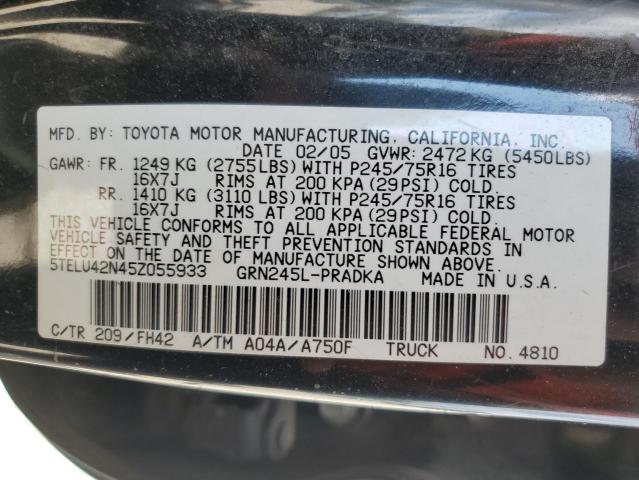 MFD. BY: TOYOTA MOTOR MANUFACTURING, CALIFORNIA, INC.
DATE 02/05 GVWR: 2472 KG (5450LBS)
GAWR: FR. 1249 KG (2755LBS) WITH P245/75R16 TIRES
16X7J RIMS AT 200 KPA (29PSI) COLD.
RR. 1410 KG (3110 LBS) WITH P245/75R16 TIRES
16X7J RIMS AT 200 KPA (29PSI) COLD.
THIS VEHICLE CONFORMS TO ALL APPLICABLE FEDERAL MOTOR
VEHICLE SAFETY AND THEFT PREVENTION STANDARDS IN
EFFECT ON THE DATE OF MANUFACTURE SHOWN ABOVE.
5TELU42N45Z055933 GRN245L-PRADKA MADE IN U.S.A.
C/TR 209/FH42 A/TM A04A/A750F TRUCK NO. 4810